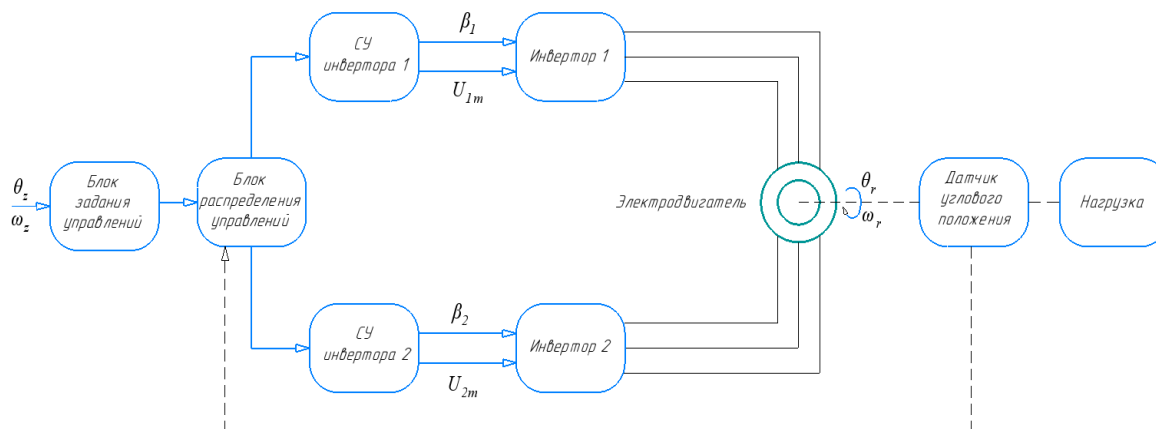 СУ
инвертора 1
β1
U1m
Инвертор 1
θz
ωz
Блок
задания
управлений
Блок
распределения
управлений
Электродвигатель
θr
ωr
Датчик
углового
положения
Нагрузка
СУ
инвертора 2
β2
U2m
Инвертор 2